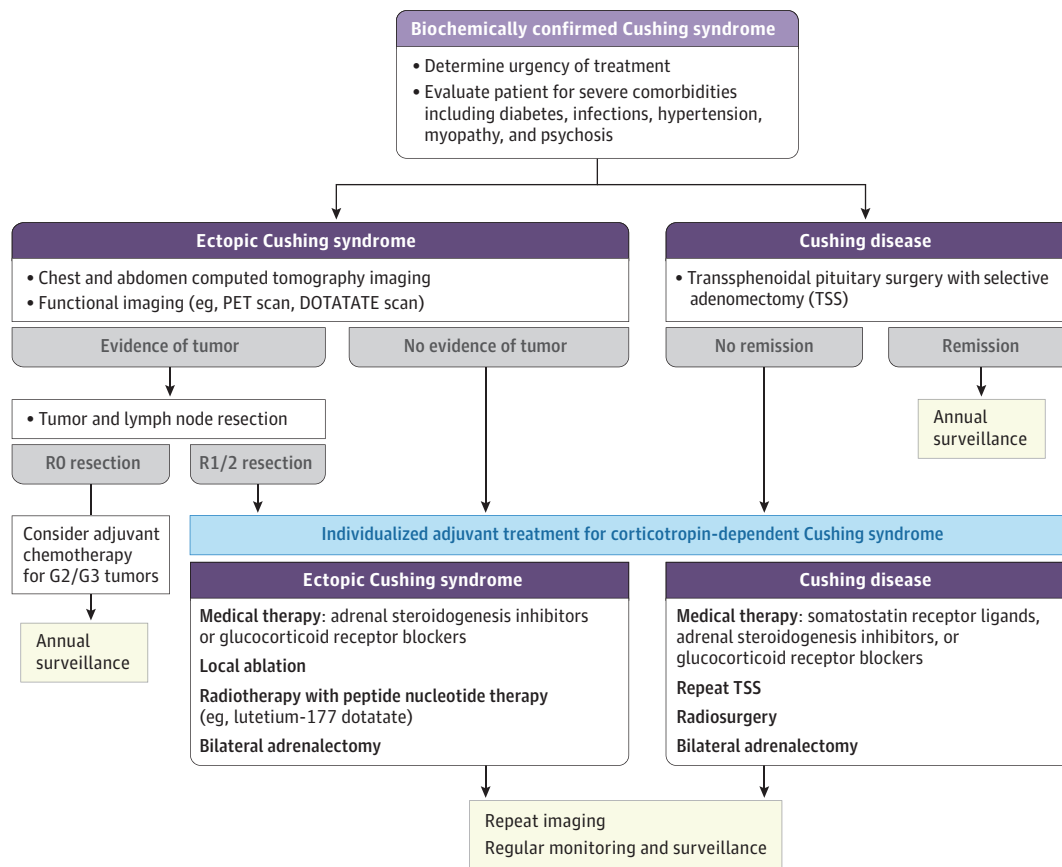 Biochemically confirmed Cushing syndrome
• Determine urgency of treatment
• Evaluate patient for severe comorbidities
including diabetes, infections, hypertension,
myopathy, and psychosis
Ectopic Cushing syndrome
• Chest and abdomen computed tomography imaging
• Functional imaging (eg, PET scan, DOTATATE scan)
Cushing disease
• Transsphenoidal pituitary surgery with selective
adenomectomy (TSS)
Evidence of tumor
No evidence of tumor
No remission
Remission
• Tumor and lymph node resection
Annual
surveillance
R0 resection
R1/2 resection
Consider adjuvant
chemotherapy
for G2/G3 tumors
Annual
surveillance
Individualized adjuvant treatment for corticotropin-dependent Cushing syndrome
Ectopic Cushing syndrome
Medical therapy: adrenal steroidogenesis inhibitors
or glucocorticoid receptor blockers
Local ablation
Radiotherapy with peptide nucleotide therapy
(eg, lutetium-177 dotatate)
Bilateral adrenalectomy
Cushing disease
Medical therapy: somatostatin receptor ligands,
adrenal steroidogenesis inhibitors, or
glucocorticoid receptor blockers
Repeat TSS
Radiosurgery
Bilateral adrenalectomy
Repeat imaging
Regular monitoring and surveillance